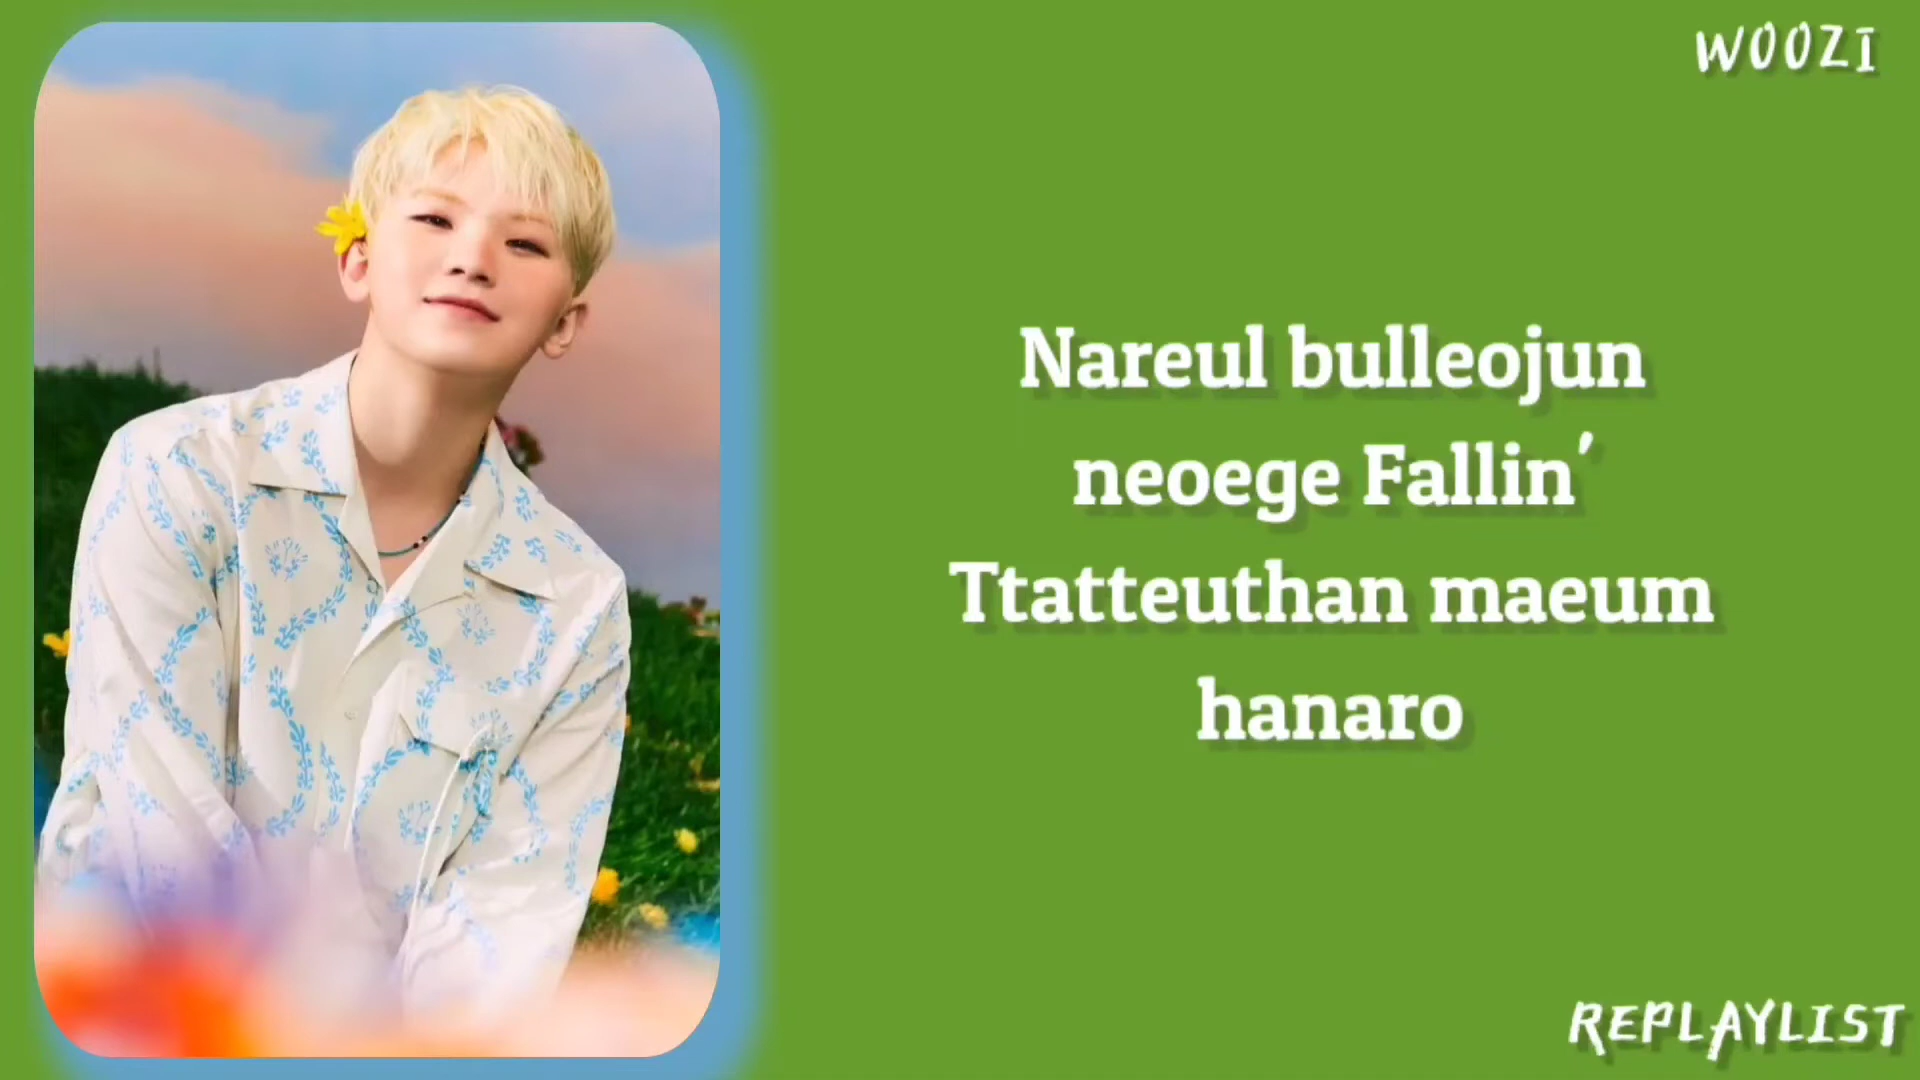 WOOZI
Nareul bulleojun
neoege Fallin'
Ttatteuthan maeum
hanaro
REPLAYLIST